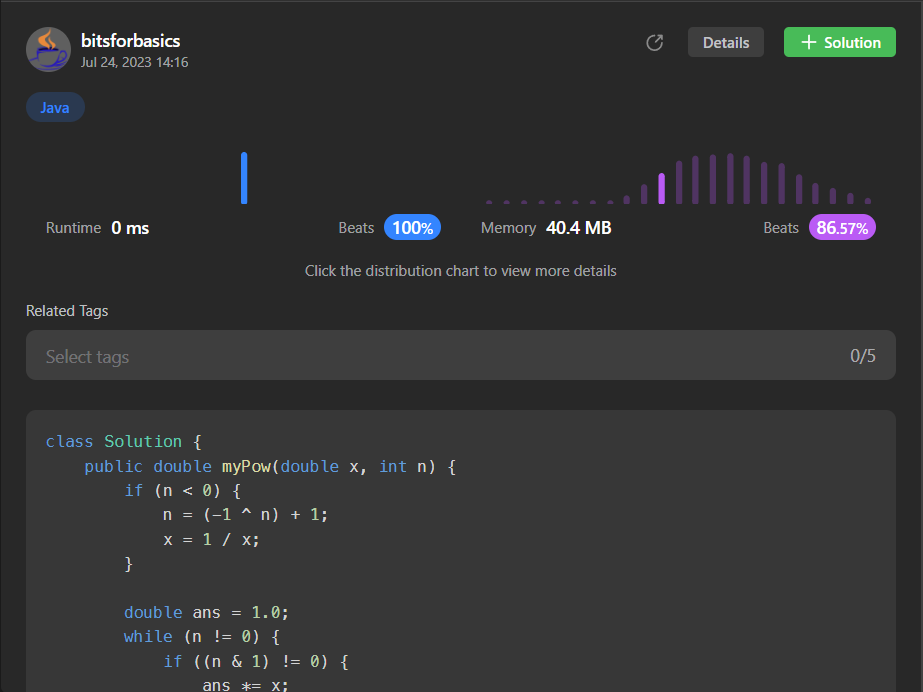 bitsforbasics
Jul 24, 2023 14:16
Details
+ Solution
Java
Runtime 0 ms Beats 100% Memory 40.4 MB Beats 86.57%
Click the distribution chart to view more details
Related Tags
Select tags 0/5
class Solution {
    public double myPow(double x, int n) {
        if (n < 0) {
            n = (-1 ^ n) + 1;
            x = 1 / x;
        }
        double ans = 1.0;
        while (n != 0) {
            if ((n & 1) != 0) {
                ans *= x;